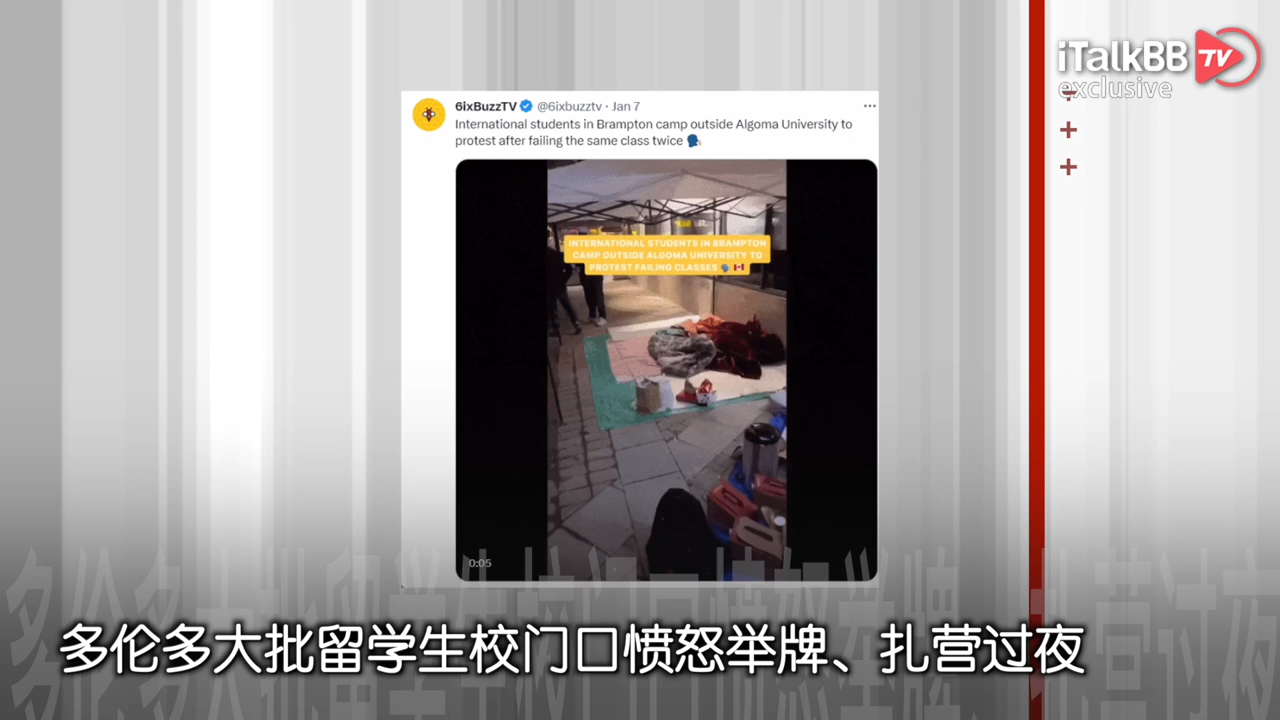 iTalkBB TV
exclusive
6ixBuzzTV @6ixbuzztv · Jan 7
International students in Brampton camp outside Algoma University to
protest after failing the same class twice
INTERNATIONAL STUDENTS IN BRAMPTON
CAMP OUTSIDE ALGOMA UNIVERSITY TO
PROTEST FAILING CLASSES
0:05
多伦多大批留学生校门口愤怒举牌、扎营过夜